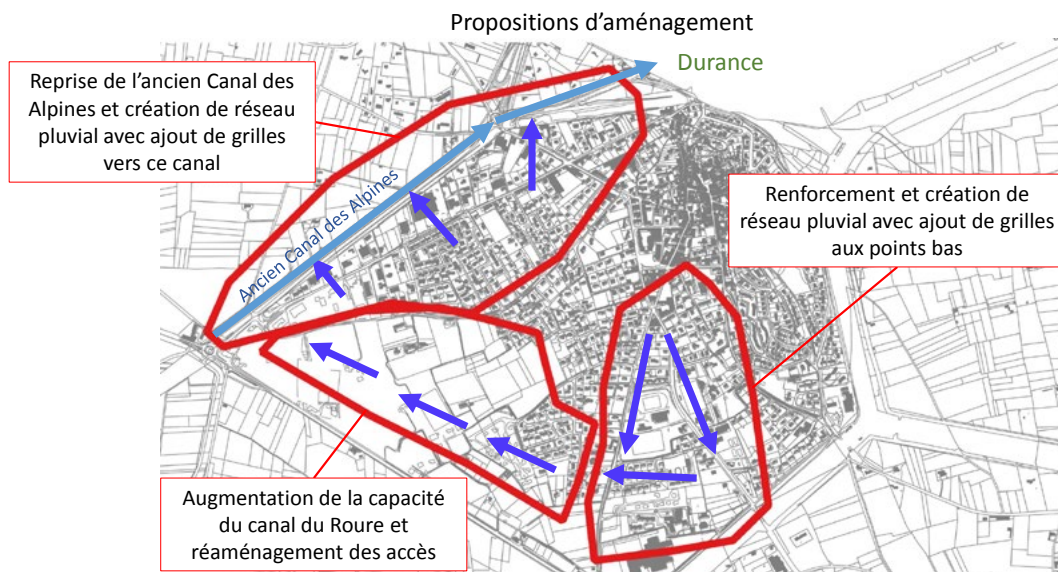 Propositions d’aménagement
Durance
Reprise de l’ancien Canal des
Alpines et création de réseau
pluvial avec ajout de grilles
vers ce canal
Ancien Canal des Alpines
Renforcement et création de
réseau pluvial avec ajout de grilles
aux points bas
Augmentation de la capacité
du canal du Roure et
réaménagement des accès